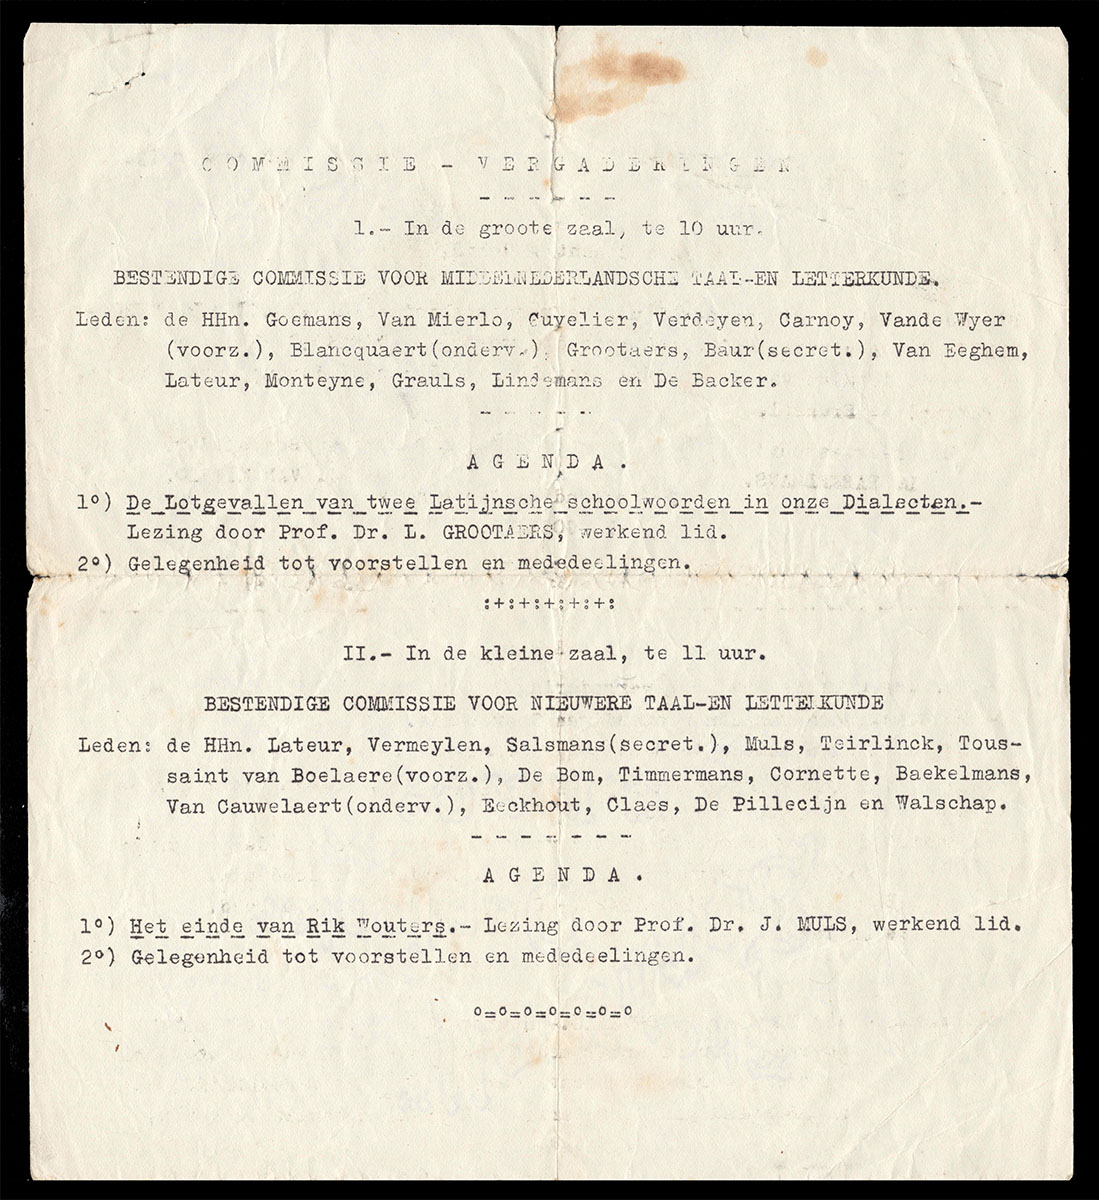 COMMISSIE - VERGADERINGEN
- - - - - -
1.- In de groote zaal, te 10 uur.
BESTENDIGE COMMISSIE VOOR MIDDELNEDERLANDSCHE TAAL-EN LETTERKUNDE.
Leden: de HHn. Goemans, Van Mierlo, Cuvelier, Verdeyen, Carnoy, Vande Wyer
(voorz.), Blancquaert(onderv.), Grootaers, Baur(secret.), Van Eeghem,
Lateur, Monteyne, Grauls, Lindemans en De Backer.
- - - - -
AGENDA.
1°) De Lotgevallen van twee Latijnsche schoolwoorden in onze Dialecten.-
Lezing door Prof. Dr. L. GROOTAERS, werkend lid.
2°) Gelegenheid tot voorstellen en mededeelingen.
:+:+:+:+:+:
II.- In de kleine zaal, te 11 uur.
BESTENDIGE COMMISSIE VOOR NIEUWERE TAAL-EN LETTERKUNDE
Leden: de HHn. Lateur, Vermeylen, Salsmans(secret.), Muls, Teirlinck, Tous-
saint van Boelaere(voorz.), De Bom, Timmermans, Cornette, Baekelmans,
Van Cauwelaert(onderv.), Eeckhout, Claes, De Pillecijn en Walschap.
- - - - - - -
AGENDA.
1°) Het einde van Rik Wouters.- Lezing door Prof. Dr. J. MULS, werkend lid.
2°) Gelegenheid tot voorstellen en mededeelingen.
o=o=o=o=o=o=o